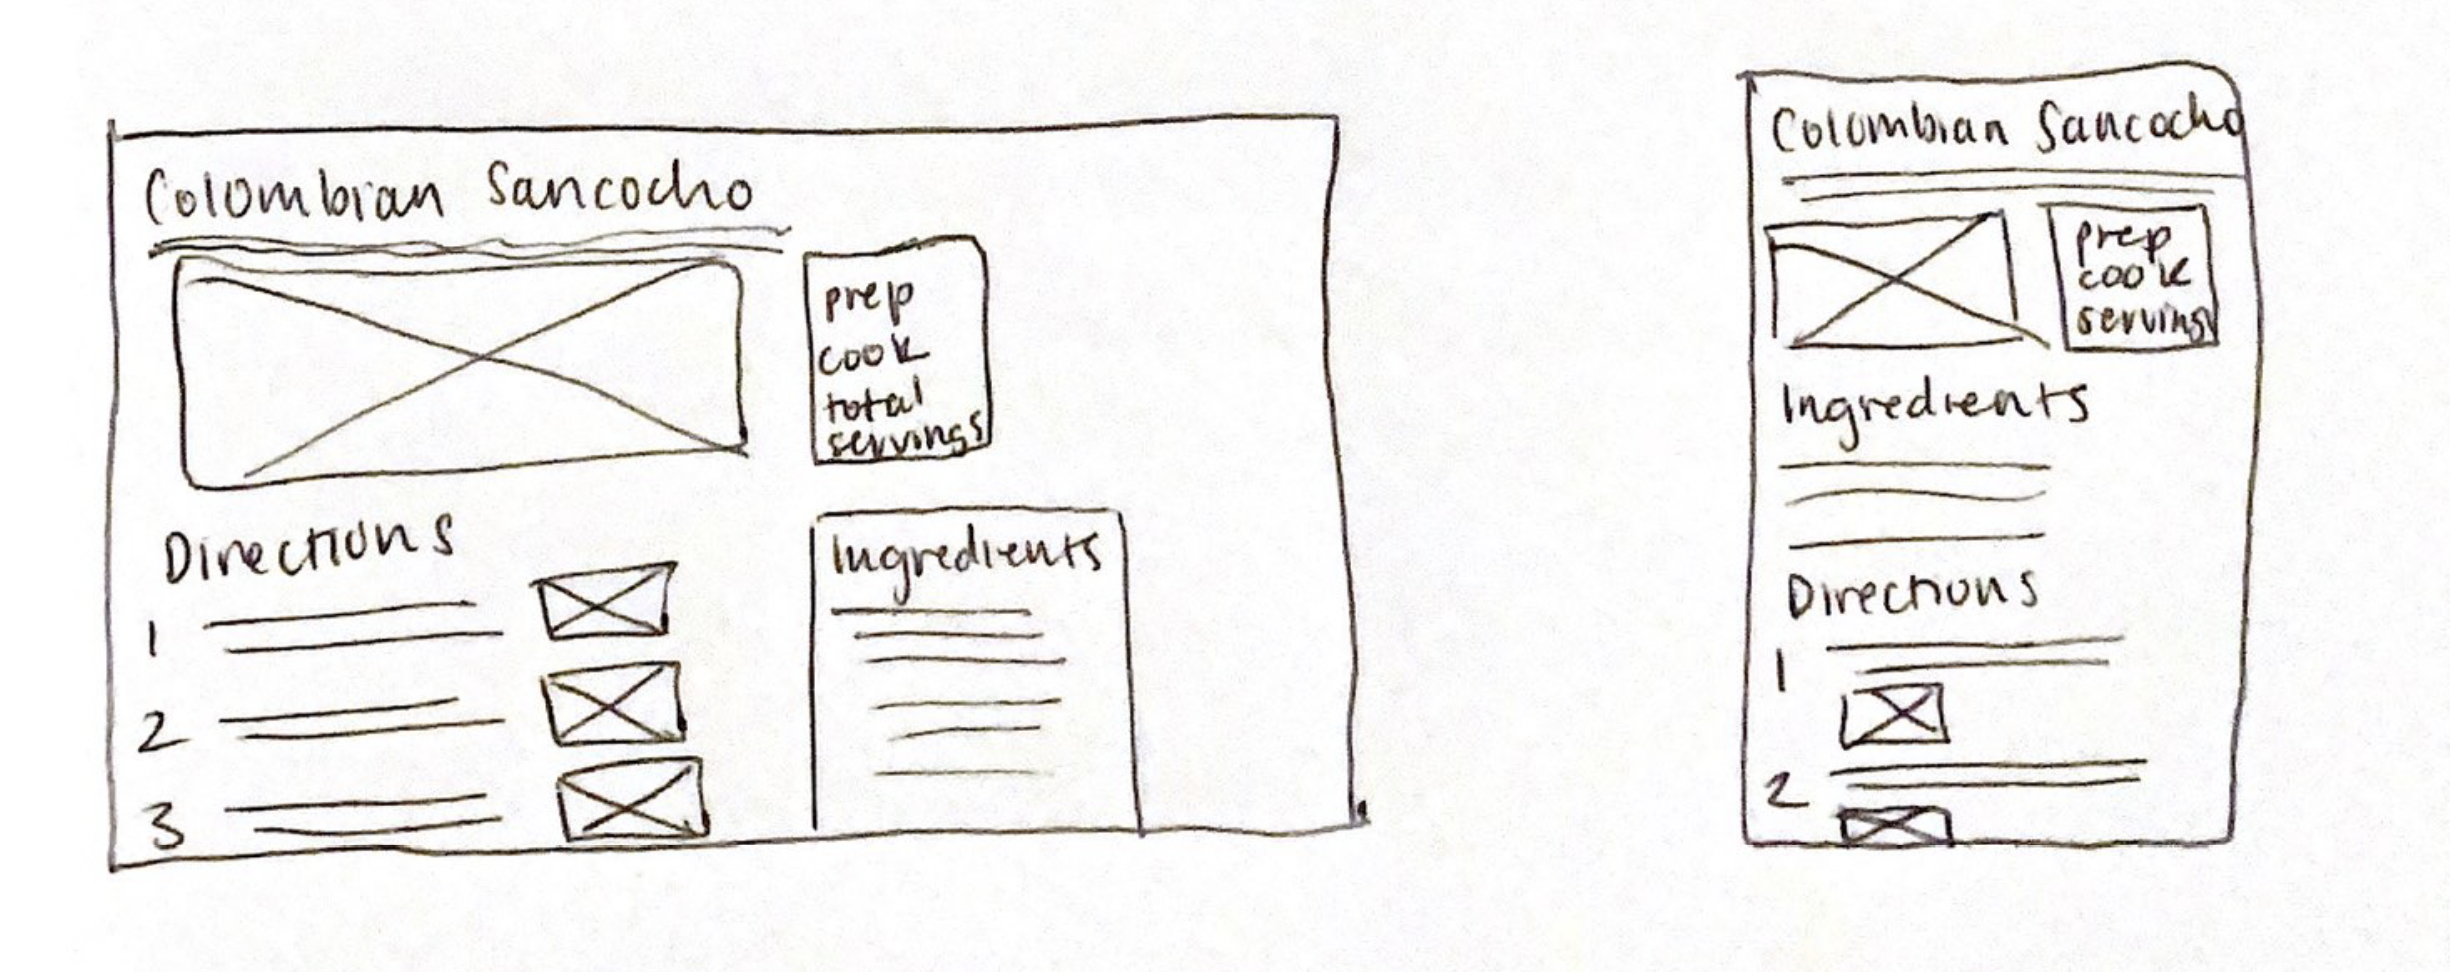 Colombian Sancocho
prep
cook
total
servings
Directions
1
2
3
Ingredients
Colombian Sancocho
prep
cook
servings
Ingredients
Directions
1
2